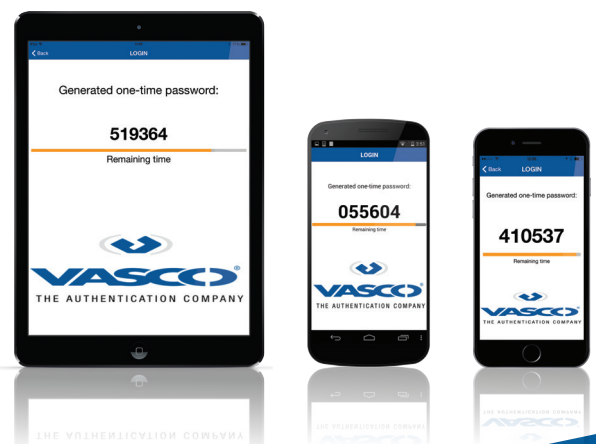 Back
LOGIN
Generated one-time password:
519364
Remaining time
VASCO®
THE AUTHENTICATION COMPANY
3:51
LOGIN
Generated one-time password:
055604
Remaining time
VASCO®
THE AUTHENTICATION COMPANY
Back
LOGIN
Generated one-time password:
410537
Remaining time
VASCO®
THE AUTHENTICATION COMPANY